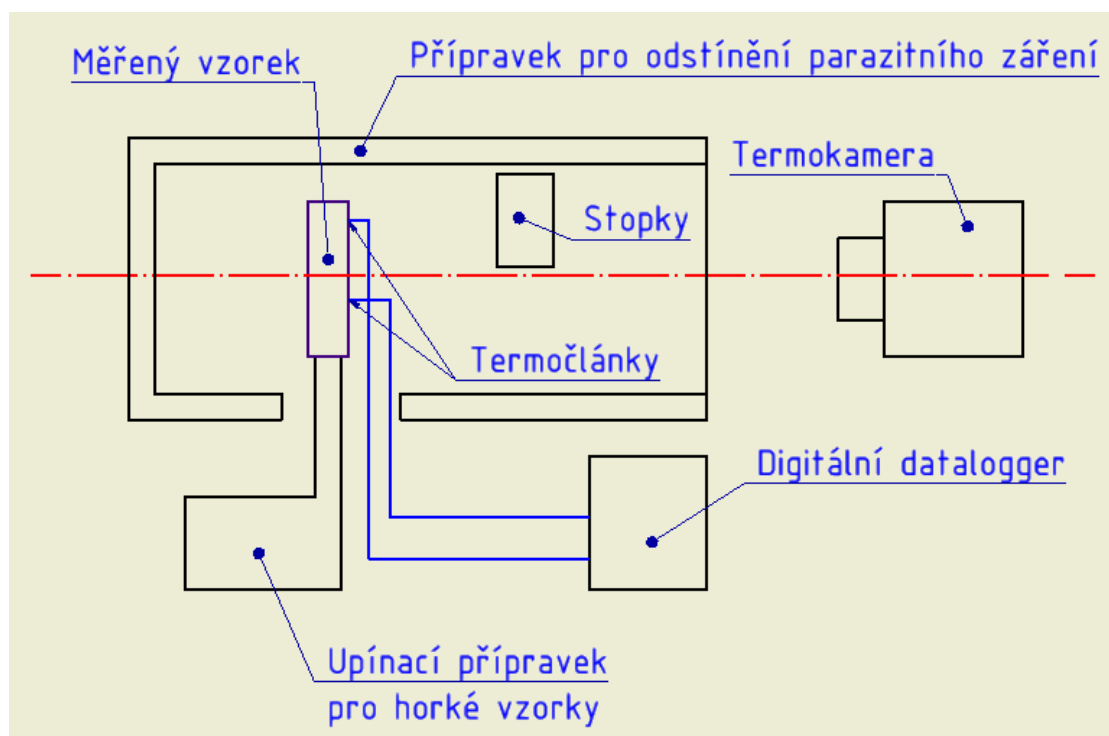 Měřený vzorek
Přípravek pro odstínění parazitního záření
Termokamera
Stopky
Termočlánky
Digitální datalogger
Upínací přípravek
pro horké vzorky